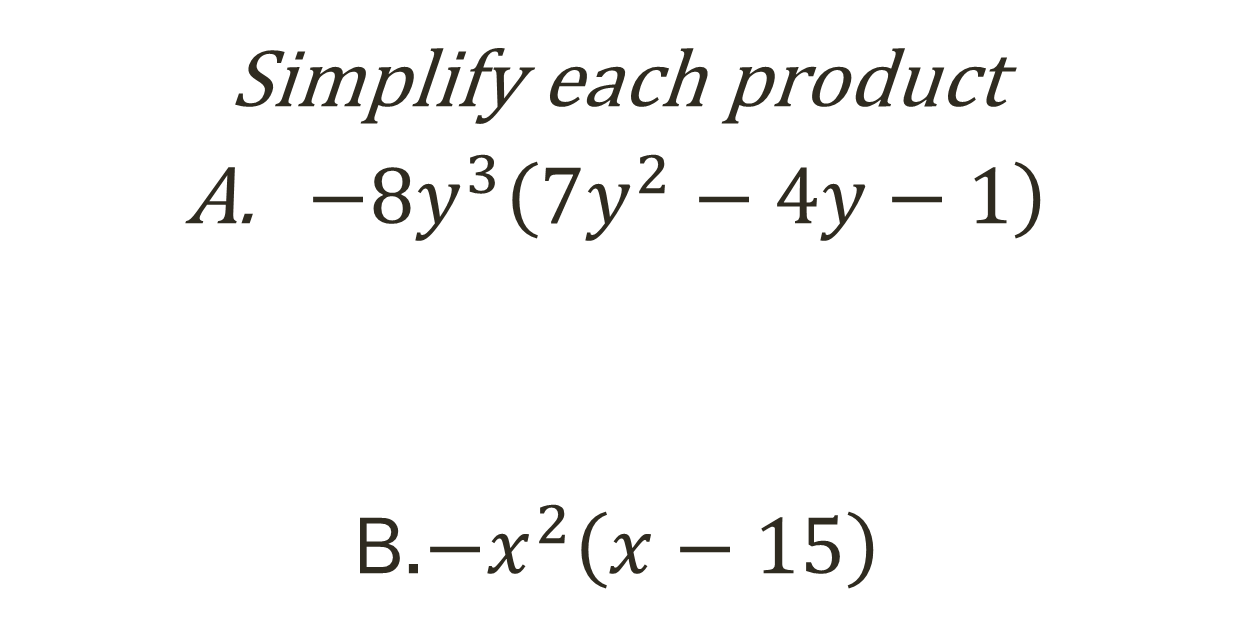 Simplify each product
A. −8y³(7y² − 4y − 1)
B.−x²(x − 15)